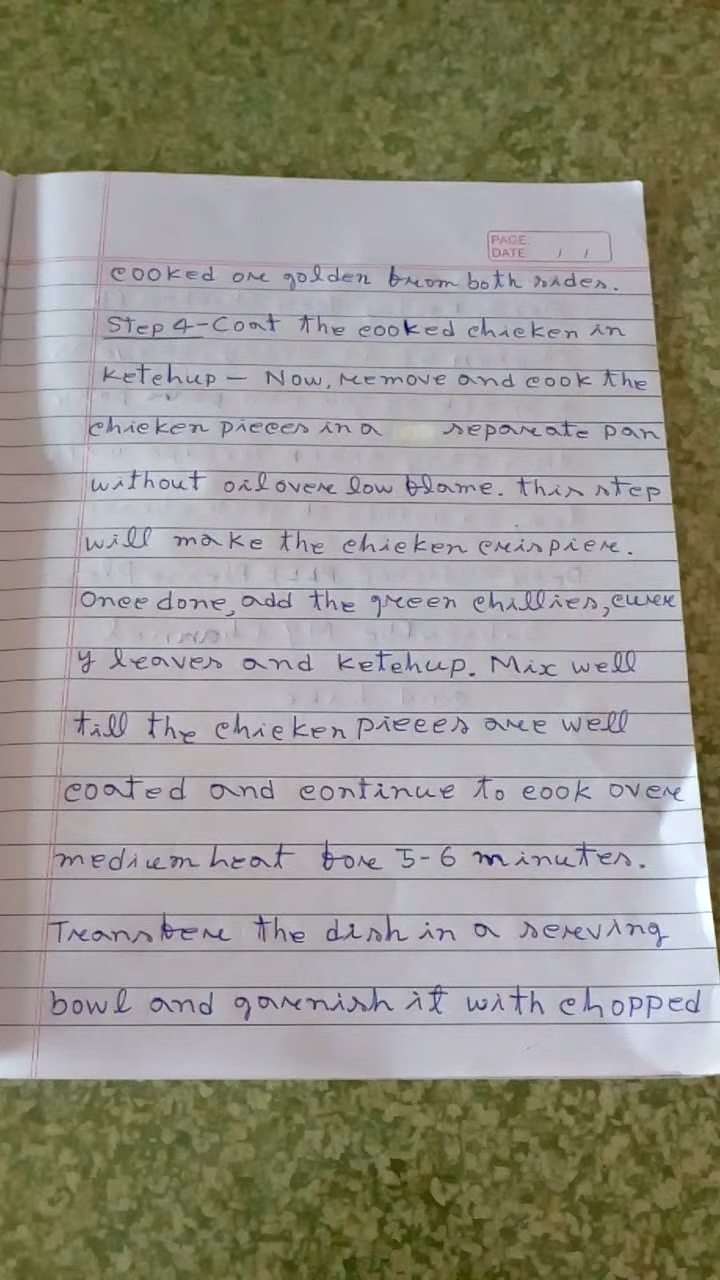 PAGE
DATE / /
cooked or golden from both sides.
Step 4-Coat the cooked chicken in
Ketchup - Now, remove and cook the
chicken pieces in a separate pan
without oil over low flame. this step
will make the chicken crispier.
Once done, add the green chillies, curr
y leaves and ketchup. Mix well
till the chicken pieces are well
coated and continue to cook over
medium heat for 5-6 minutes.
Transfer the dish in a serving
bowl and garnish it with chopped